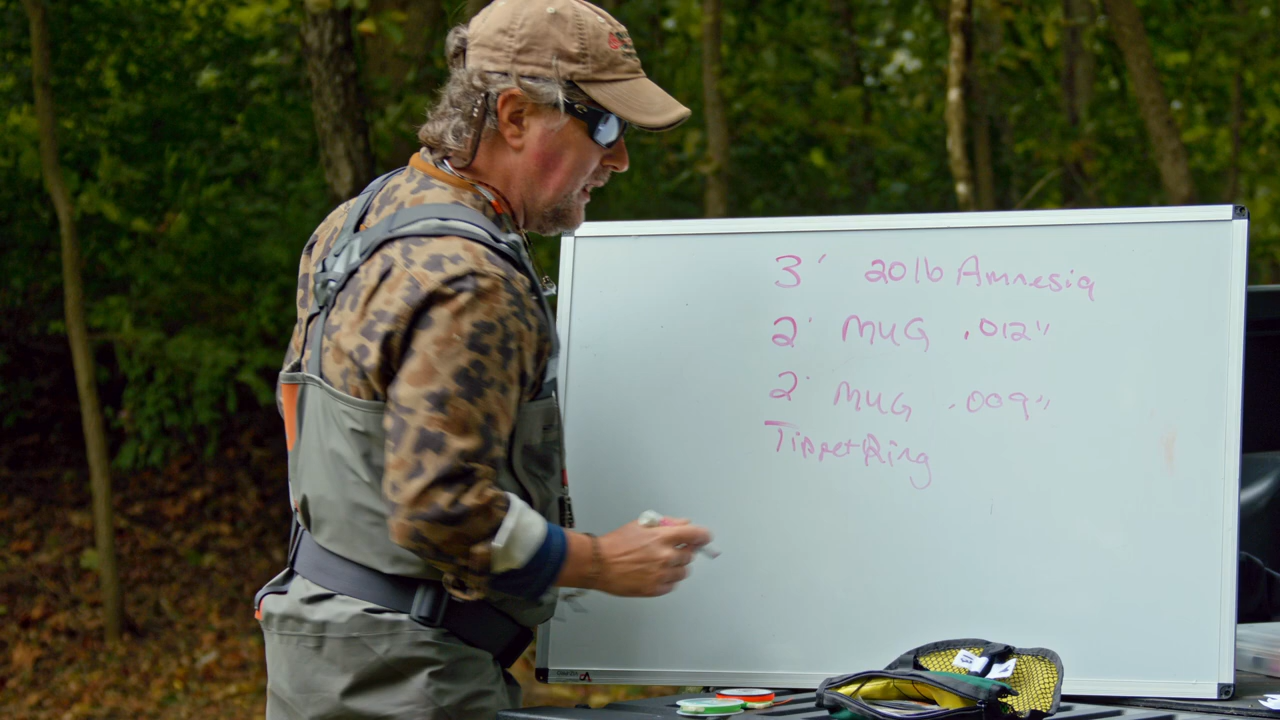 3' 20lb Amnesia
2' MUG .012"
2' MUG .009"
Tippet Ring